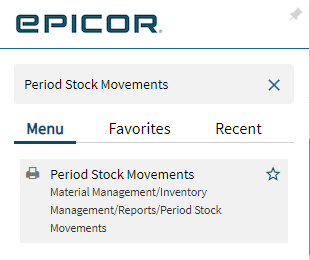 EPICOR
Period Stock Movements
Menu Favorites Recent
Period Stock Movements
Material Management/Inventory
Management/Reports/Period Stock
Movements